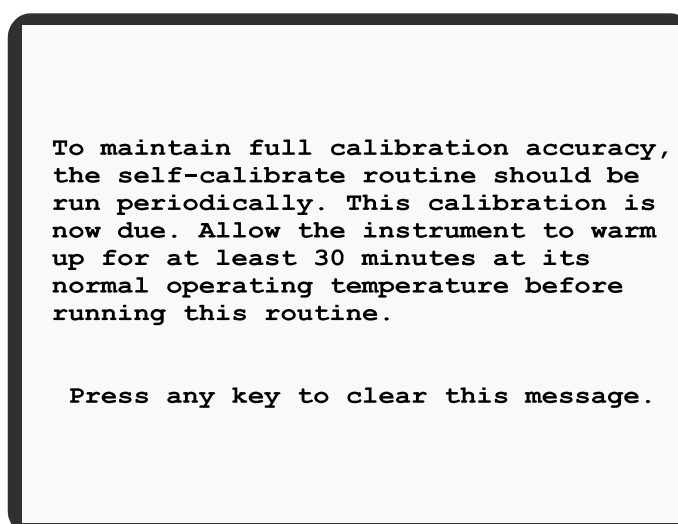 To maintain full calibration accuracy,
the self-calibrate routine should be
run periodically. This calibration is
now due. Allow the instrument to warm
up for at least 30 minutes at its
normal operating temperature before
running this routine.
Press any key to clear this message.